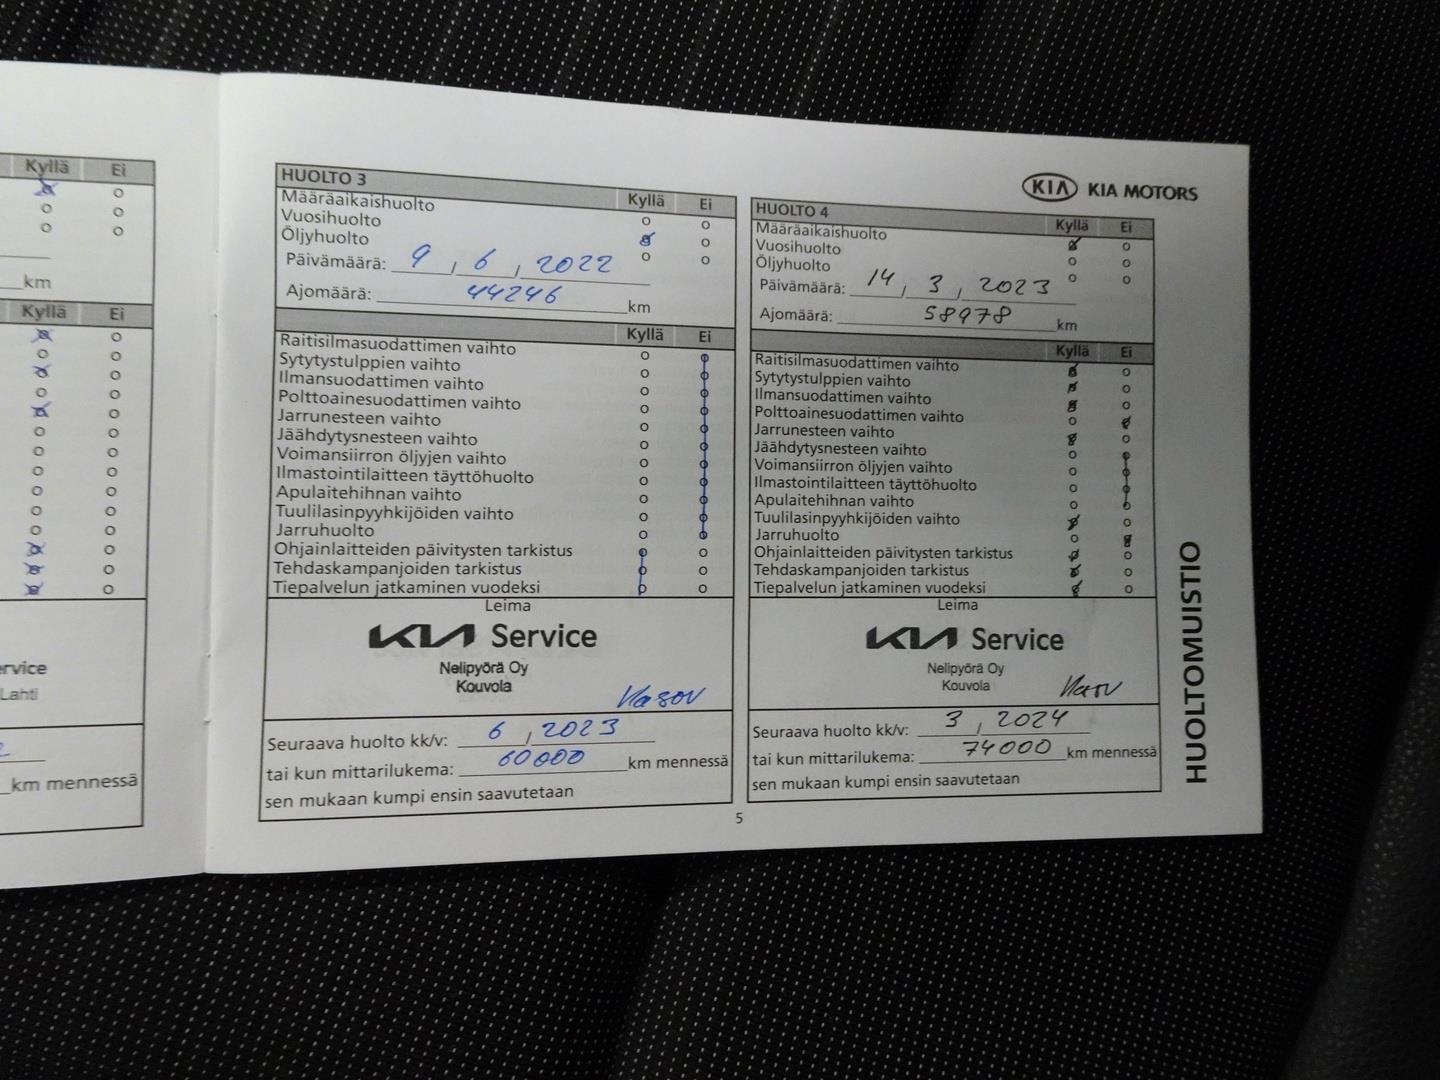 Kyllä Ei
km
Kyllä Ei
ervice
Lahti
2
km mennessä
HUOLTO 3
Kyllä Ei
Määräaikaishuolto
Vuosihuolto
Öljyhuolto
Päivämäärä: 9, 6, 2022
Ajomäärä: 44246 km
Kyllä Ei
Raitisilmasuodattimen vaihto
Sytytystulppien vaihto
Ilmansuodattimen vaihto
Polttoainesuodattimen vaihto
Jarrunesteen vaihto
Jäähdytysnesteen vaihto
Voimansiirron öljyjen vaihto
Ilmastointilaitteen täyttöhuolto
Apulaitehihnan vaihto
Tuulilasinpyyhkijöiden vaihto
Jarruhuolto
Ohjainlaitteiden päivitysten tarkistus
Tehdaskampanjoiden tarkistus
Tiepalvelun jatkaminen vuodeksi
Leima
KIA Service
Nelipyörä Oy
Kouvola
Seuraava huolto kk/v: 6, 2023
tai kun mittarilukema: 60000 km mennessä
sen mukaan kumpi ensin saavutetaan
KIA KIA MOTORS
HUOLTO 4
Kyllä Ei
Määräaikaishuolto
Vuosihuolto
Öljyhuolto
Päivämäärä: 14, 3, 2023
Ajomäärä: 58978 km
Kyllä Ei
Raitisilmasuodattimen vaihto
Sytytystulppien vaihto
Ilmansuodattimen vaihto
Polttoainesuodattimen vaihto
Jarrunesteen vaihto
Jäähdytysnesteen vaihto
Voimansiirron öljyjen vaihto
Ilmastointilaitteen täyttöhuolto
Apulaitehihnan vaihto
Tuulilasinpyyhkijöiden vaihto
Jarruhuolto
Ohjainlaitteiden päivitysten tarkistus
Tehdaskampanjoiden tarkistus
Tiepalvelun jatkaminen vuodeksi
Leima
KIA Service
Nelipyörä Oy
Kouvola
Seuraava huolto kk/v: 3, 2024
tai kun mittarilukema: 74000 km mennessä
sen mukaan kumpi ensin saavutetaan
5
HUOLTOMUISTIO